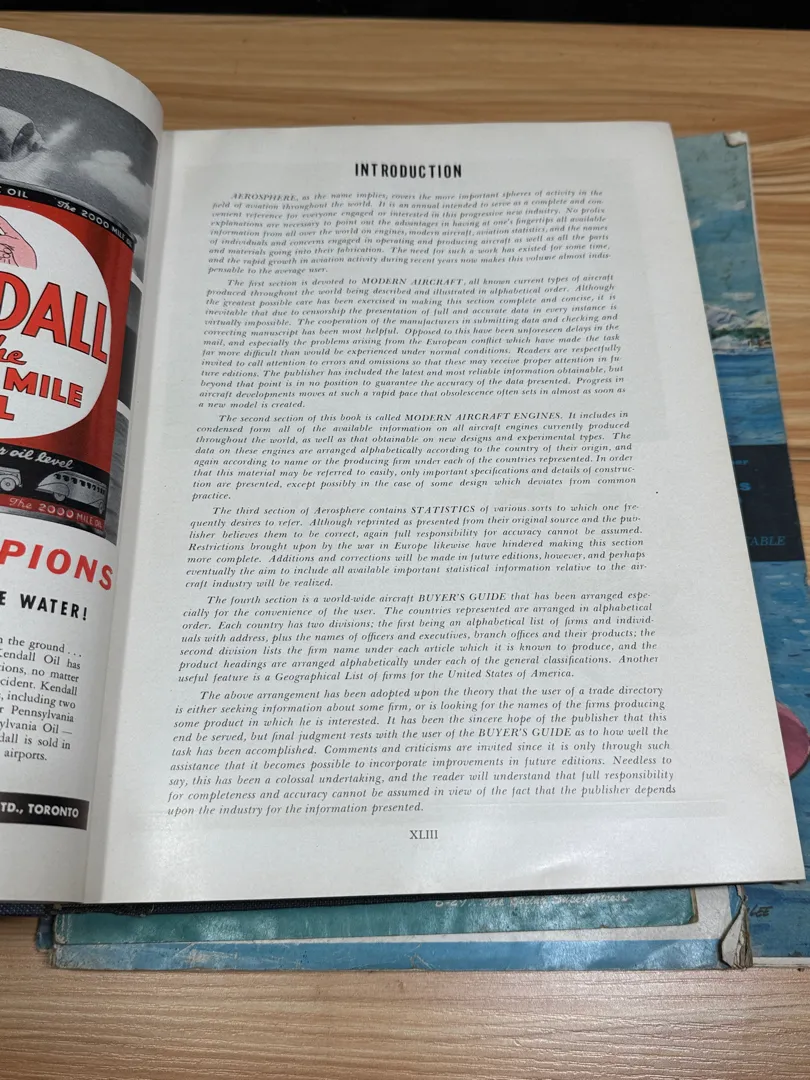 E OIL
The 2000 MILE OIL
DALL
he
MILE
L
r oil level
The 2000 MILE OIL
PIONS
E WATER!
n the ground . . .
Kendall Oil has
ions, no matter
cident. Kendall
, including two
r Pennsylvania
sylvania Oil —
dall is sold in
airports.
TD., TORONTO
INTRODUCTION
AEROSPHERE, as the name implies, covers the more important spheres of activity in the
field of aviation throughout the world. It is an annual intended to serve as a complete and con-
venient reference for everyone engaged or interested in this progressive new industry. No prolix
explanations are necessary to point out the advantages in having at one's fingertips all available
information from all over the world on engines, modern aircraft, aviation statistics, and the names
of individuals and concerns engaged in operating and producing aircraft as well as all the parts
and materials going into their fabrication. The need for such a work has existed for some time,
and the rapid growth in aviation activity during recent years now makes this volume almost indis-
pensable to the average user.
The first section is devoted to MODERN AIRCRAFT, all known current types of aircraft
produced throughout the world being described and illustrated in alphabetical order. Although
the greatest possible care has been exercised in making this section complete and concise, it is
inevitable that due to censorship the presentation of full and accurate data in every instance is
virtually impossible. The cooperation of the manufacturers in submitting data and checking and
correcting manuscript has been most helpful. Opposed to this have been unforeseen delays in the
mail, and especially the problems arising from the European conflict which have made the task
far more difficult than would be experienced under normal conditions. Readers are respectfully
invited to call attention to errors and omissions so that these may receive proper attention in fu-
ture editions. The publisher has included the latest and most reliable information obtainable, but
beyond that point is in no position to guarantee the accuracy of the data presented. Progress in
aircraft developments moves at such a rapid pace that obsolescence often sets in almost as soon as
a new model is created.
The second section of this book is called MODERN AIRCRAFT ENGINES. It includes in
condensed form all of the available information on all aircraft engines currently produced
throughout the world, as well as that obtainable on new designs and experimental types. The
data on these engines are arranged alphabetically according to the country of their origin, and
again according to name or the producing firm under each of the countries represented. In order
that this material may be referred to easily, only important specifications and details of construc-
tion are presented, except possibly in the case of some design which deviates from common
practice.
The third section of Aerosphere contains STATISTICS of various sorts to which one fre-
quently desires to refer. Although reprinted as presented from their original source and the pub-
lisher believes them to be correct, again full responsibility for accuracy cannot be assumed.
Restrictions brought upon by the war in Europe likewise have hindered making this section
more complete. Additions and corrections will be made in future editions, however, and perhaps
eventually the aim to include all available important statistical information relative to the air-
craft industry will be realized.
The fourth section is a world-wide aircraft BUYER'S GUIDE that has been arranged espe-
cially for the convenience of the user. The countries represented are arranged in alphabetical
order. Each country has two divisions; the first being an alphabetical list of firms and individ-
uals with address, plus the names of officers and executives, branch offices and their products; the
second division lists the firm name under each article which it is known to produce, and the
product headings are arranged alphabetically under each of the general classifications. Another
useful feature is a Geographical List of firms for the United States of America.
The above arrangement has been adopted upon the theory that the user of a trade directory
is either seeking information about some firm, or is looking for the names of the firms producing
some product in which he is interested. It has been the sincere hope of the publisher that this
end be served, but final judgment rests with the user of the BUYER'S GUIDE as to how well the
task has been accomplished. Comments and criticisms are invited since it is only through such
assistance that it becomes possible to incorporate improvements in future editions. Needless to
say, this has been a colossal undertaking, and the reader will understand that full responsibility
for completeness and accuracy cannot be assumed in view of the fact that the publisher depends
upon the industry for the information presented.
XLIII
S
TABLE
B-29. The Boeing Superfortress
LEE